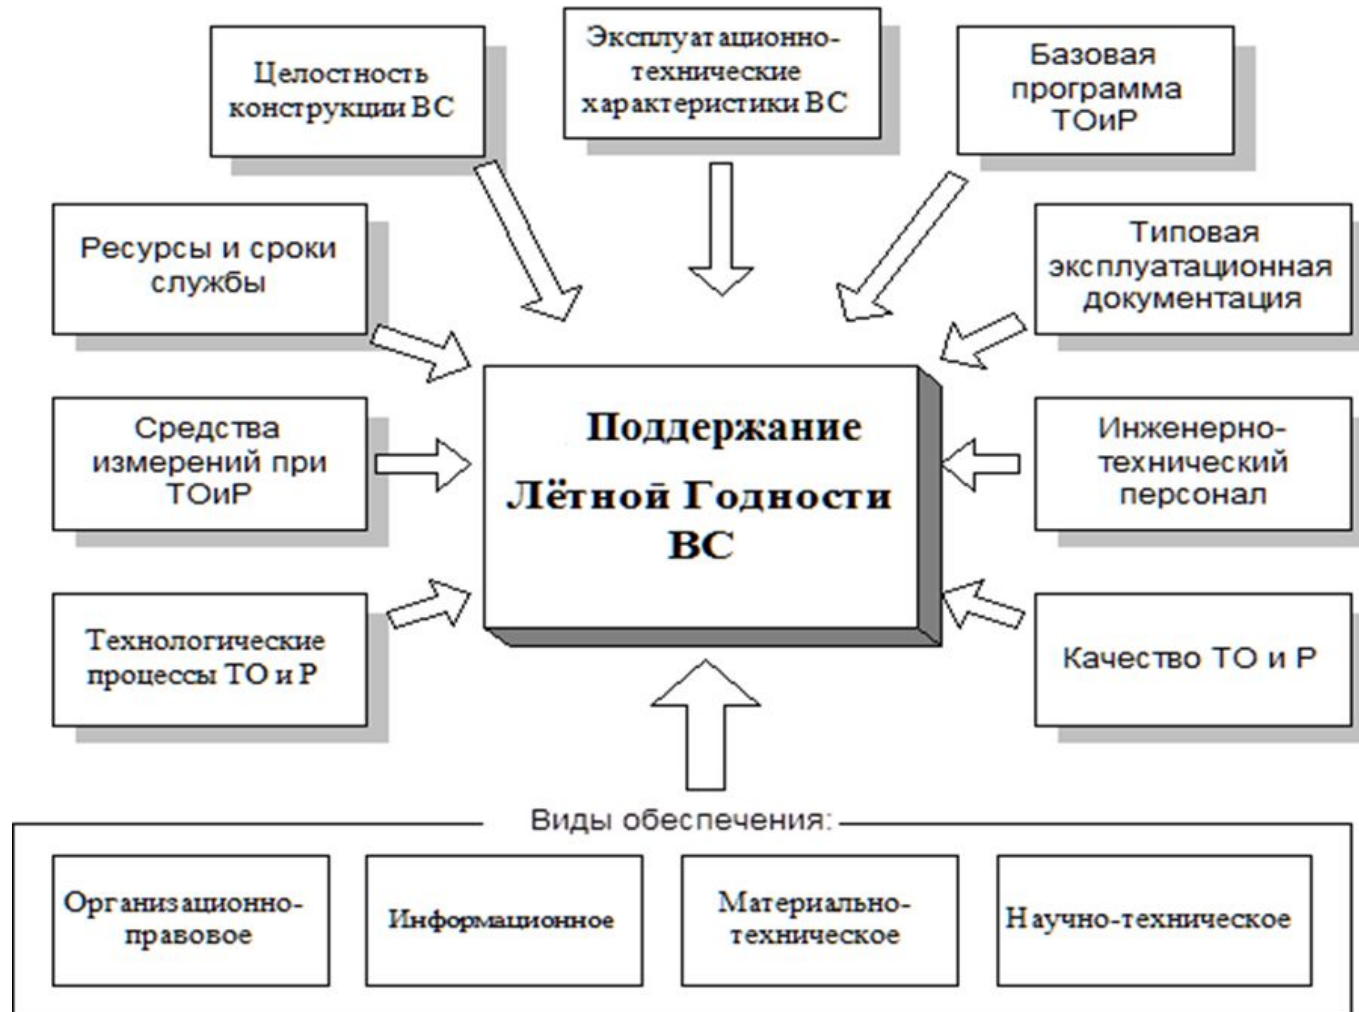 Целостность
конструкции ВС
Эксплуатационно-
технические
характеристики ВС
Базовая
программа
ТОиР
Ресурсы и сроки
службы
Типовая
эксплуатационная
документация
Средства
измерений при
ТОиР
Поддержание
Лётной Годности
ВС
Инженерно-
технический
персонал
Технологические
процессы ТО и Р
Качество ТО и Р
Виды обеспечения:
Организационно-
правовое
Информационное
Материально-
техническое
Научно-техническое